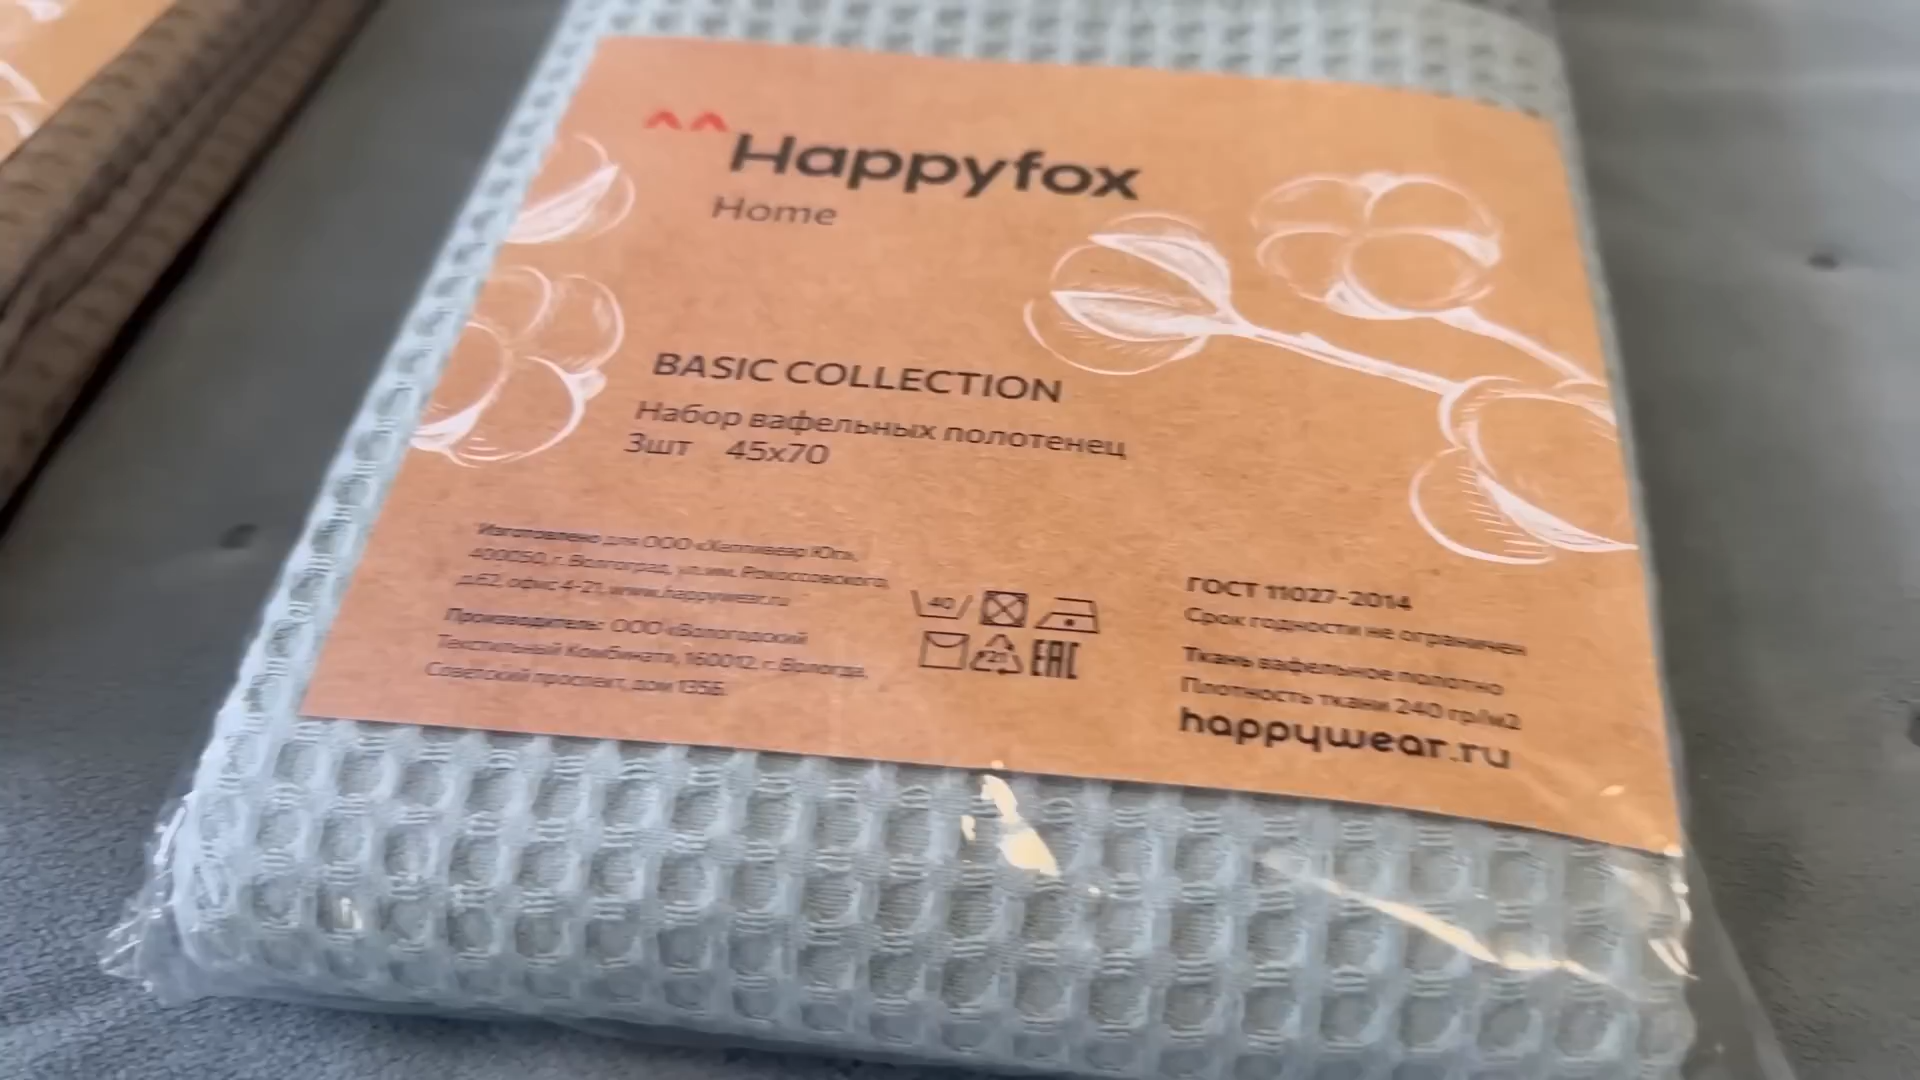 Happyfox
Home
BASIC COLLECTION
Набор вафельных полотенец
3шт 45x70
Изготовлено для ООО «Хэппивеар Юг»,
400050, г. Волгоград, ул.им. Рокоссовского,
д.62, офис 4-21, www.happywear.ru
Производитель: ООО «Вологодский
Текстильный Комбинат», 160012, г. Вологда,
Советский проспект, дом 135Б.
40
21
EAC
ГОСТ 11027-2014
Срок годности не ограничен
Ткань вафельное полотно
Плотность ткани 240 гр/м2
happywear.ru